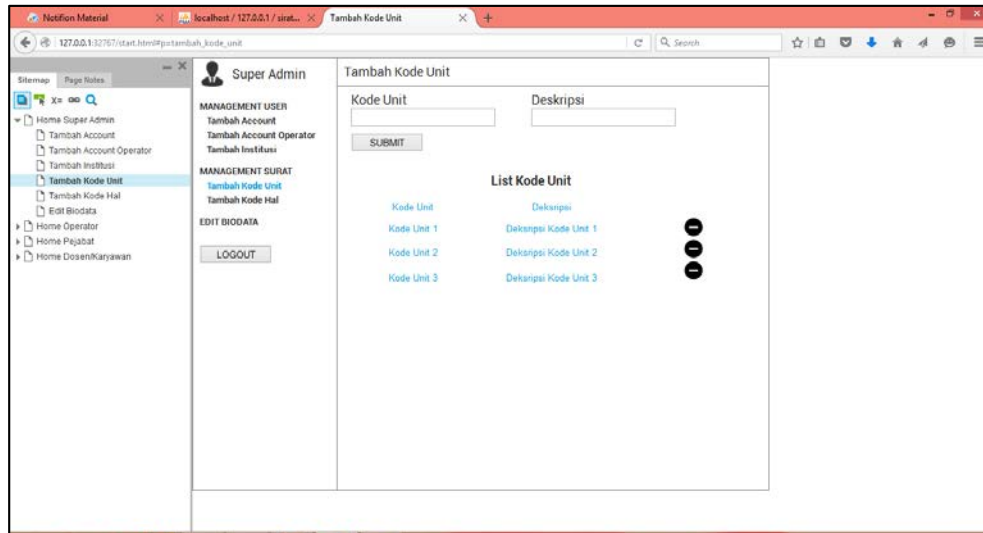 Notifion Material
localhost / 127.0.0.1 / sirat...
Tambah Kode Unit
127.0.0.1:32767/start.html#p=tambah_kode_unit
Search
Sitemap
Page Notes
X=
Home Super Admin
Tambah Account
Tambah Account Operator
Tambah Institusi
Tambah Kode Unit
Tambah Kode Hal
Edit Biodata
Home Operator
Home Pejabat
Home Dosen/Karyawan
Super Admin
MANAGEMENT USER
Tambah Account
Tambah Account Operator
Tambah Institusi
MANAGEMENT SURAT
Tambah Kode Unit
Tambah Kode Hal
EDIT BIODATA
LOGOUT
Tambah Kode Unit
Kode Unit Deskripsi
SUBMIT
List Kode Unit
Kode Unit Deksripsi
Kode Unit 1 Deksripsi Kode Unit 1
Kode Unit 2 Deksripsi Kode Unit 2
Kode Unit 3 Deksripsi Kode Unit 3